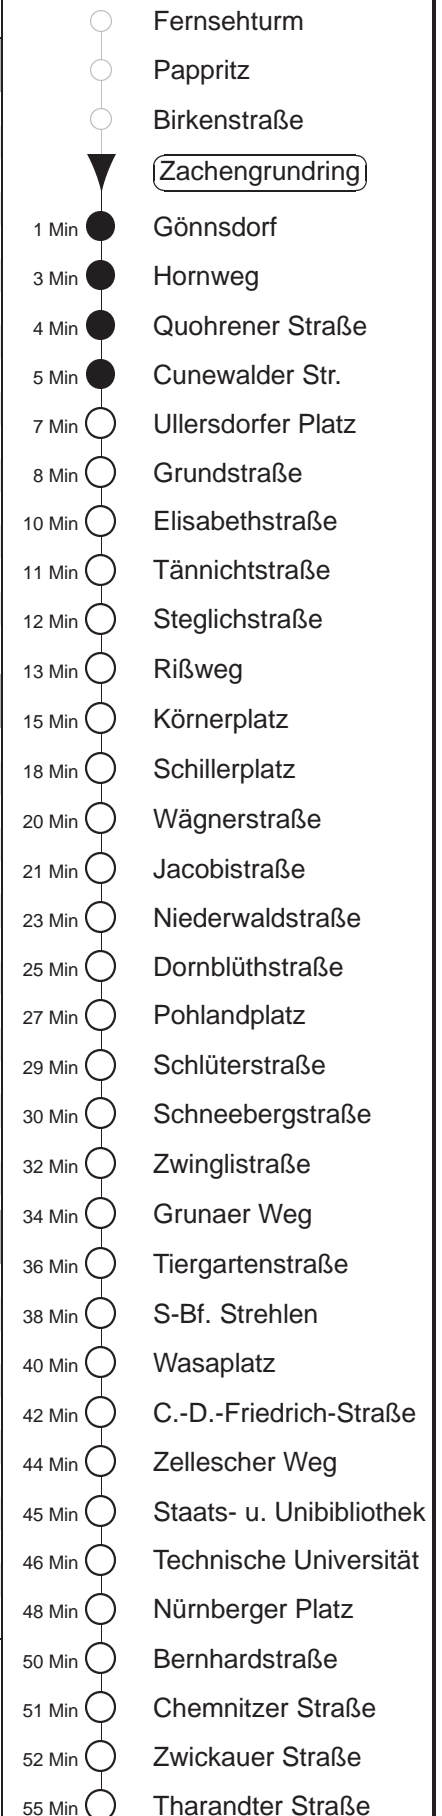 Fernsehturm
Pappritz
Birkenstraße
Zachengrundring
1 Min Gönnsdorf
3 Min Hornweg
4 Min Quohrener Straße
5 Min Cunewalder Str.
7 Min Ullersdorfer Platz
8 Min Grundstraße
10 Min Elisabethstraße
11 Min Tännichtstraße
12 Min Steglichstraße
13 Min Rißweg
15 Min Körnerplatz
18 Min Schillerplatz
20 Min Wägnerstraße
21 Min Jacobistraße
23 Min Niederwaldstraße
25 Min Dornblüthstraße
27 Min Pohlandplatz
29 Min Schlüterstraße
30 Min Schneebergstraße
32 Min Zwinglistraße
34 Min Grunaer Weg
36 Min Tiergartenstraße
38 Min S-Bf. Strehlen
40 Min Wasaplatz
42 Min C.-D.-Friedrich-Straße
44 Min Zellescher Weg
45 Min Staats- u. Unibibliothek
46 Min Technische Universität
48 Min Nürnberger Platz
50 Min Bernhardstraße
51 Min Chemnitzer Straße
52 Min Zwickauer Straße
55 Min Tharandter Straße